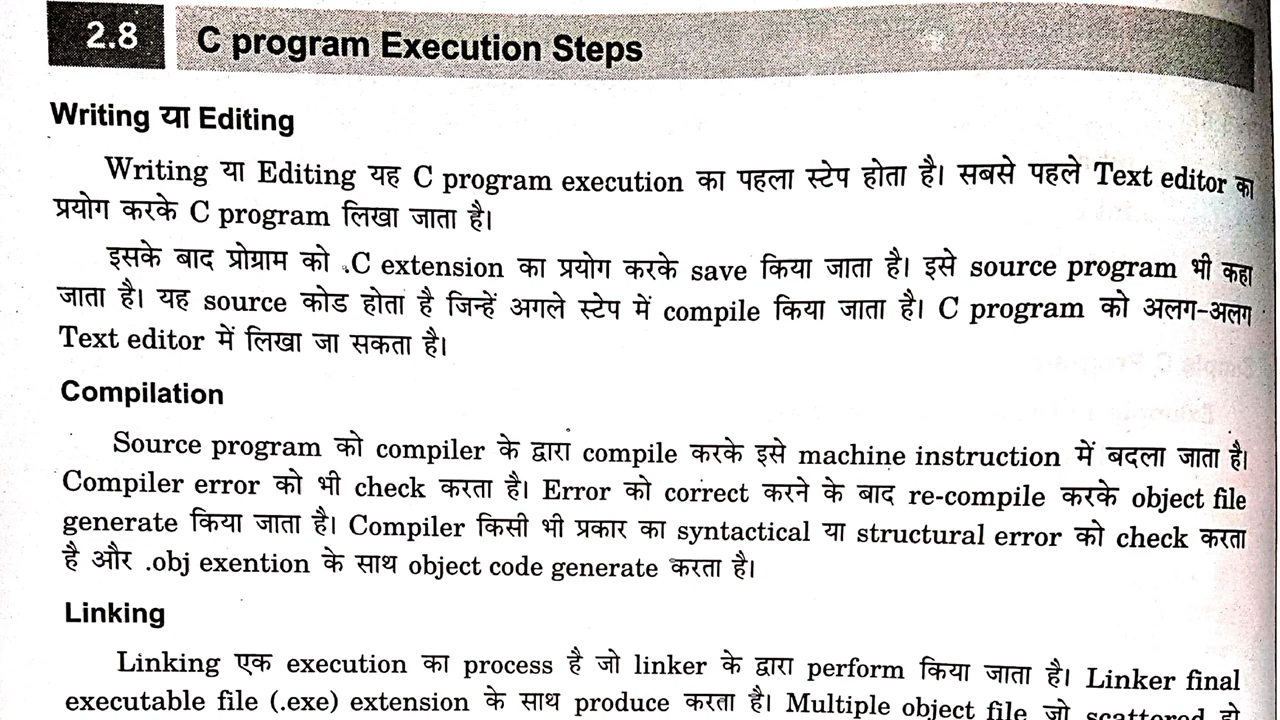 2.8 C program Execution Steps
Writing या Editing
Writing या Editing यह C program execution का पहला स्टेप होता है। सबसे पहले Text editor का
प्रयोग करके C program लिखा जाता है।
इसके बाद प्रोग्राम को .C extension का प्रयोग करके save किया जाता है। इसे source program भी कहा
जाता है। यह source कोड होता है जिन्हें अगले स्टेप में compile किया जाता है। C program को अलग-अलग
Text editor में लिखा जा सकता है।
Compilation
Source program को compiler के द्वारा compile करके इसे machine instruction में बदला जाता है।
Compiler error को भी check करता है। Error को correct करने के बाद re-compile करके object file
generate किया जाता है। Compiler किसी भी प्रकार का syntactical या structural error को check करता
है और .obj exention के साथ object code generate करता है।
Linking
Linking एक execution का process है जो linker के द्वारा perform किया जाता है। Linker final
executable file (.exe) extension के साथ produce करता है। Multiple object file जो scattered हो